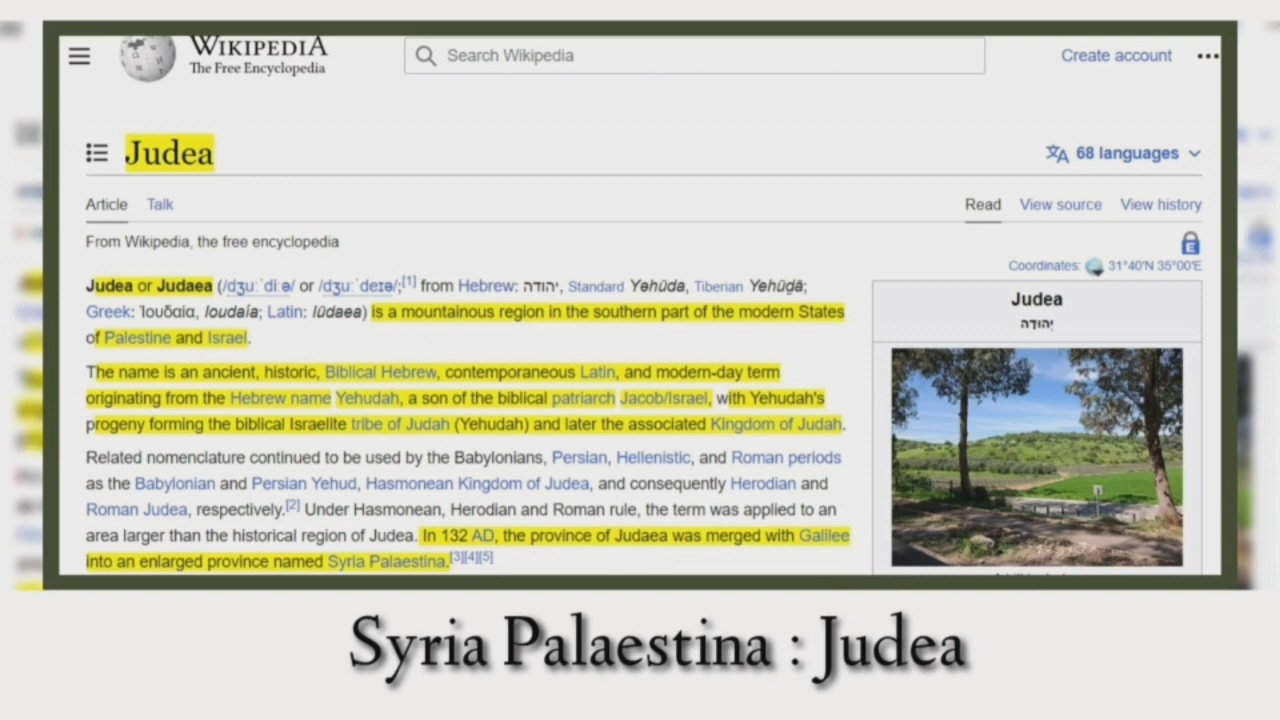 WIKIPEDIA
The Free Encyclopedia
Search Wikipedia
Create account
Judea
68 languages
Article Talk
Read View source View history
From Wikipedia, the free encyclopedia
Coordinates: 31°40′N 35°00′E
Judea or Judaea (/dʒuːˈdiːə/ or /dʒuːˈdeɪə/;[1] from Hebrew: יהודה, Standard Yəhūda, Tiberian Yehūḏā;
Greek: Ἰουδαία, Ioudaía; Latin: Iūdaea) is a mountainous region in the southern part of the modern States
of Palestine and Israel.
The name is an ancient, historic, Biblical Hebrew, contemporaneous Latin, and modern-day term
originating from the Hebrew name Yehudah, a son of the biblical patriarch Jacob/Israel, with Yehudah's
progeny forming the biblical Israelite tribe of Judah (Yehudah) and later the associated Kingdom of Judah.
Related nomenclature continued to be used by the Babylonians, Persian, Hellenistic, and Roman periods
as the Babylonian and Persian Yehud, Hasmonean Kingdom of Judea, and consequently Herodian and
Roman Judea, respectively.[2] Under Hasmonean, Herodian and Roman rule, the term was applied to an
area larger than the historical region of Judea. In 132 AD, the province of Judaea was merged with Galilee
into an enlarged province named Syria Palaestina.[3][4][5]
Judea
יְהוּדָה
Syria Palaestina : Judea